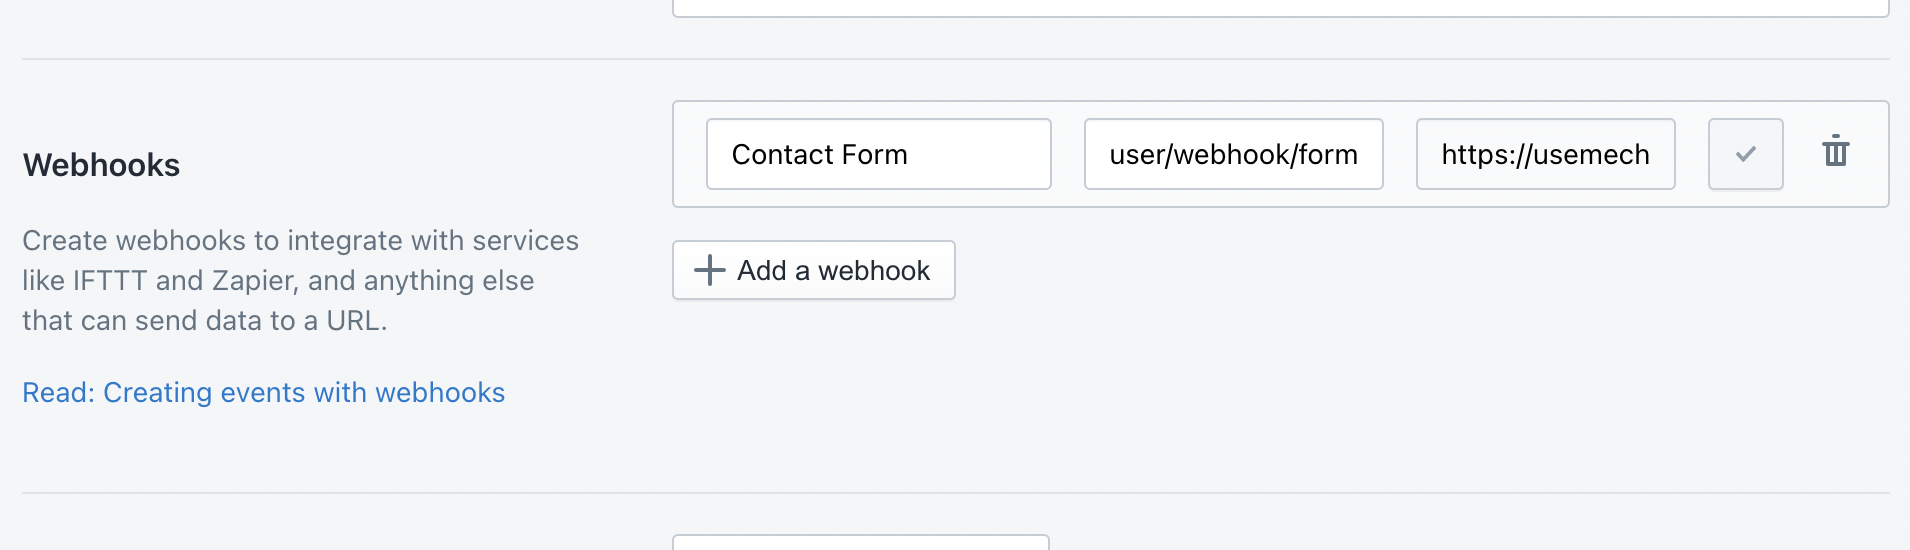 Webhooks
Create webhooks to integrate with services
like IFTTT and Zapier, and anything else
that can send data to a URL.
Read: Creating events with webhooks
Contact Form
user/webhook/form
https://usemech
Add a webhook